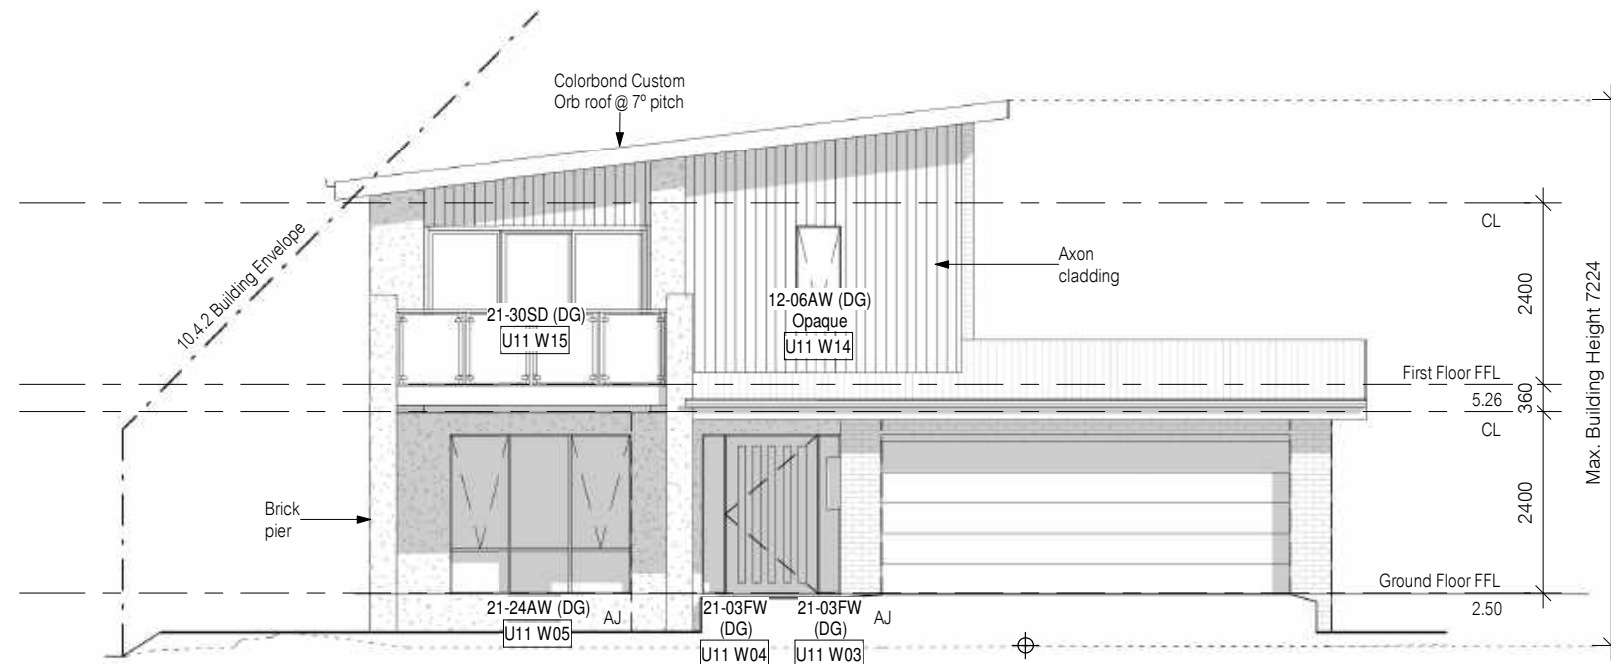 Colorbond Custom
Orb roof @ 7º pitch
10.4.2 Building Envelope
CL
Axon
cladding
2400
Max. Building Height 7224
12-06AW (DG)
Opaque
U11 W14
21-30SD (DG)
U11 W15
First Floor FFL
5.26
360
CL
2400
Brick
pier
Ground Floor FFL
2.50
21-24AW (DG)
U11 W05
AJ
21-03FW
(DG)
U11 W04
21-03FW
(DG)
U11 W03
AJ